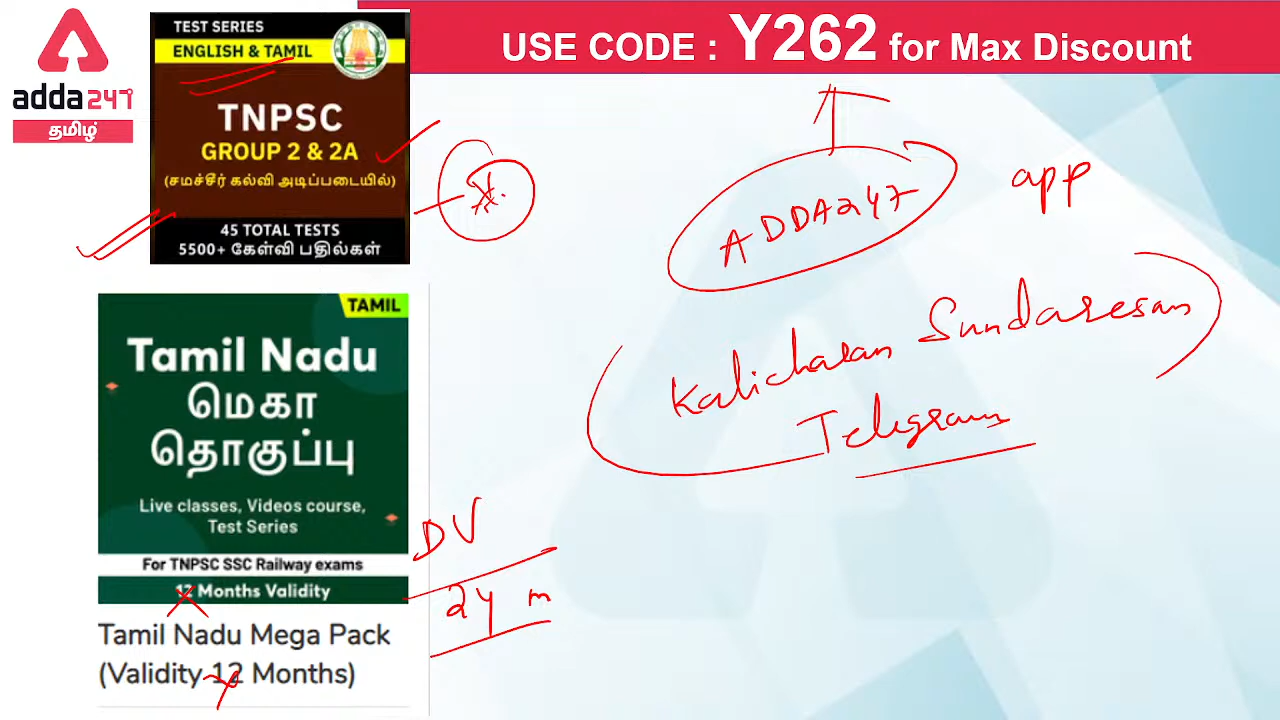 USE CODE : Y262 for Max Discount
adda247
தமிழ்
TEST SERIES
ENGLISH & TAMIL
TNPSC
GROUP 2 & 2A
(சமச்சீர் கல்வி அடிப்படையில்)
45 TOTAL TESTS
5500+ கேள்வி பதில்கள்
ADDA247 app
Kalicharan Sundaresan
Telegram
TAMIL
Tamil Nadu
மெகா
தொகுப்பு
Live classes, Videos course,
Test Series
For TNPSC SSC Railway exams
12 Months Validity
DV
24 m
Tamil Nadu Mega Pack
(Validity 12 Months)